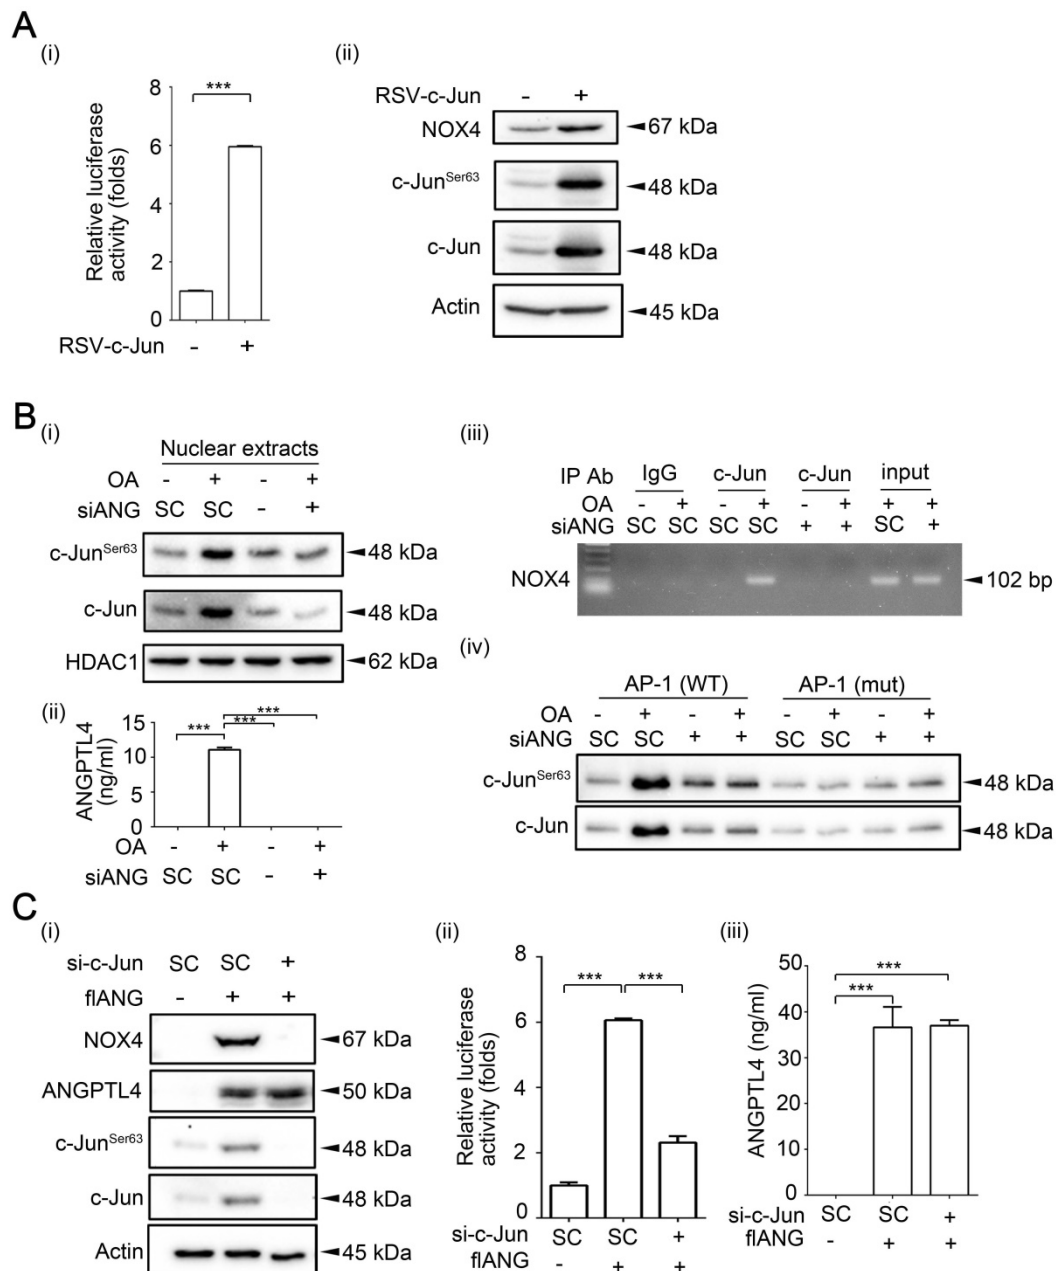 A
(i)
Relative luciferase
activity (folds)
8
6
4
2
0
***
RSV-c-Jun - +
(ii)
RSV-c-Jun - +
NOX4 67 kDa
c-Jun^Ser63 48 kDa
c-Jun 48 kDa
Actin 45 kDa
B
(i)
Nuclear extracts
OA - + - +
siANG SC SC - +
c-Jun^Ser63 48 kDa
c-Jun 48 kDa
HDAC1 62 kDa
(ii)
ANGPTL4
(ng/ml)
15
10
5
0
*** *** ***
OA - + - +
siANG SC SC - +
(iii)
IP Ab IgG c-Jun c-Jun input
OA - + - + - + + +
siANG SC SC SC SC + + SC +
NOX4 102 bp
(iv)
AP-1 (WT) AP-1 (mut)
OA - + - + - + - +
siANG SC SC + + SC SC + +
c-Jun^Ser63 48 kDa
c-Jun 48 kDa
C
(i)
si-c-Jun SC SC +
flANG - + +
NOX4 67 kDa
ANGPTL4 50 kDa
c-Jun^Ser63 48 kDa
c-Jun 48 kDa
Actin 45 kDa
(ii)
Relative luciferase
activity (folds)
8
6
4
2
0
*** ***
si-c-Jun SC SC +
flANG - + +
(iii)
ANGPTL4 (ng/ml)
50
40
30
20
10
0
***
***
si-c-Jun SC SC +
flANG - + +